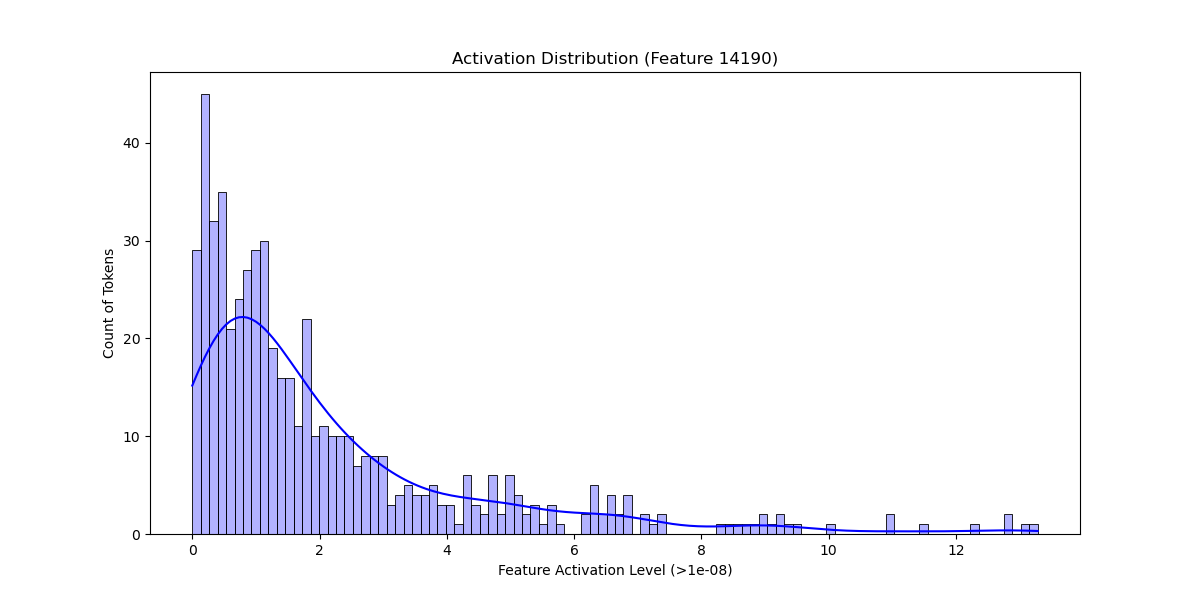 Activation Distribution (Feature 14190)
Count of Tokens
40
30
20
10
0
0 2 4 6 8 10 12
Feature Activation Level (>1e-08)